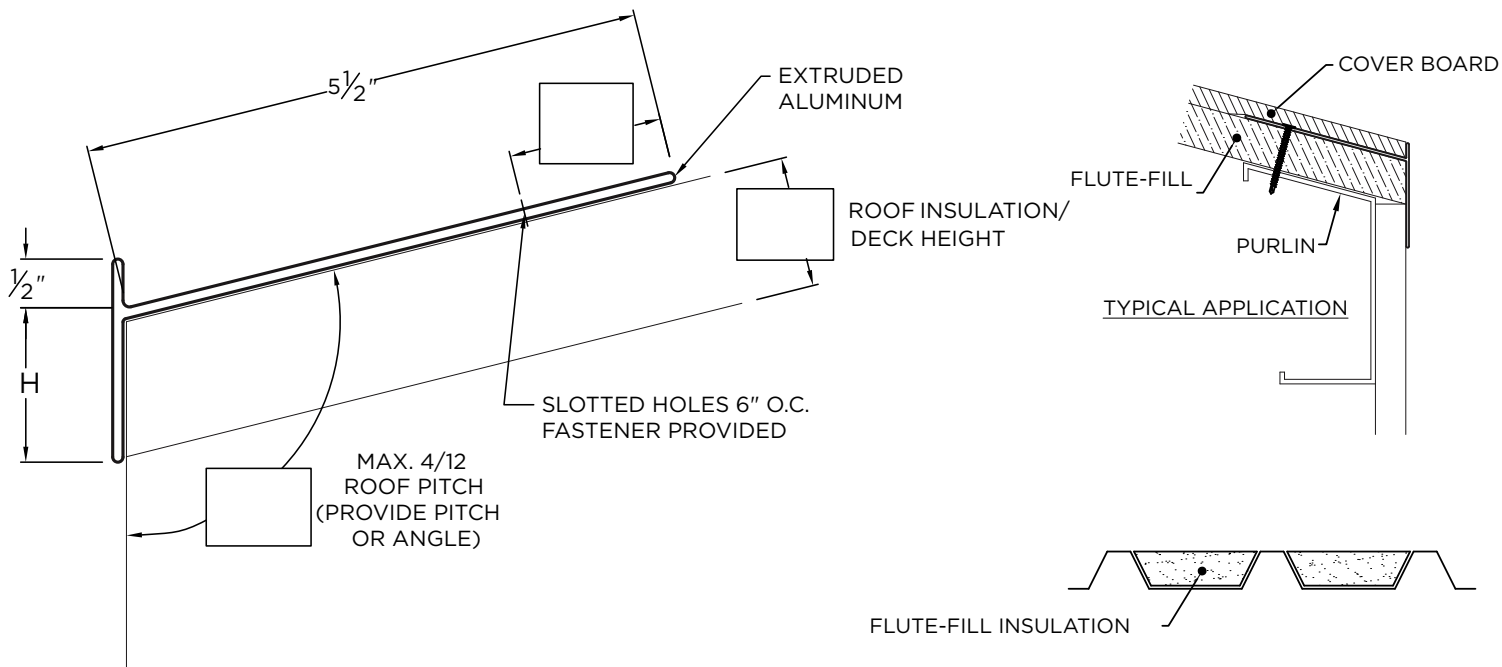 5½"
EXTRUDED
ALUMINUM
ROOF INSULATION/
DECK HEIGHT
½"
H
SLOTTED HOLES 6" O.C.
FASTENER PROVIDED
MAX. 4/12
ROOF PITCH
(PROVIDE PITCH
OR ANGLE)
COVER BOARD
FLUTE-FILL
PURLIN
TYPICAL APPLICATION
FLUTE-FILL INSULATION